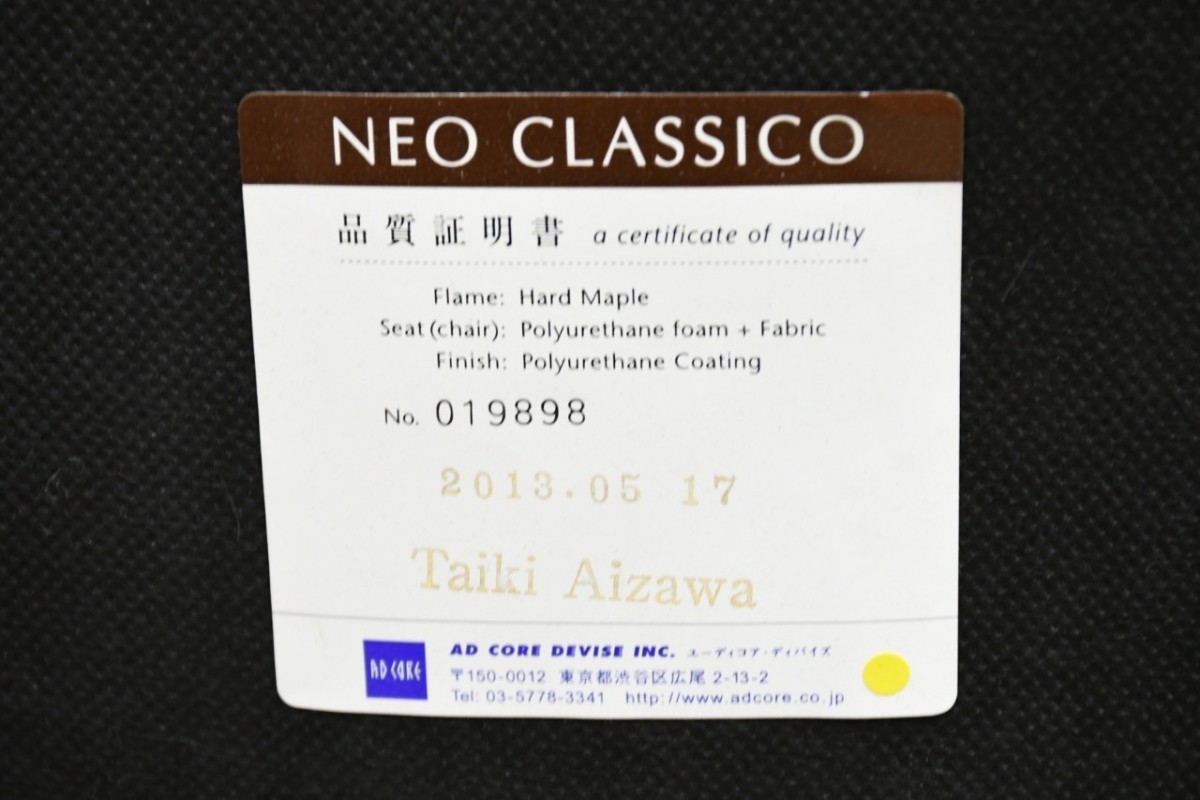 NEO CLASSICO
品質証明書 a certificate of quality
Flame: Hard Maple
Seat (chair): Polyurethane foam + Fabric
Finish: Polyurethane Coating
No. 019898
2013.05 17
Taiki Aizawa
AD CORE
AD CORE DEVISE INC. エーディコア・ディバイズ
〒150-0012 東京都渋谷区広尾 2-13-2
Tel: 03-5778-3341 http://www.adcore.co.jp